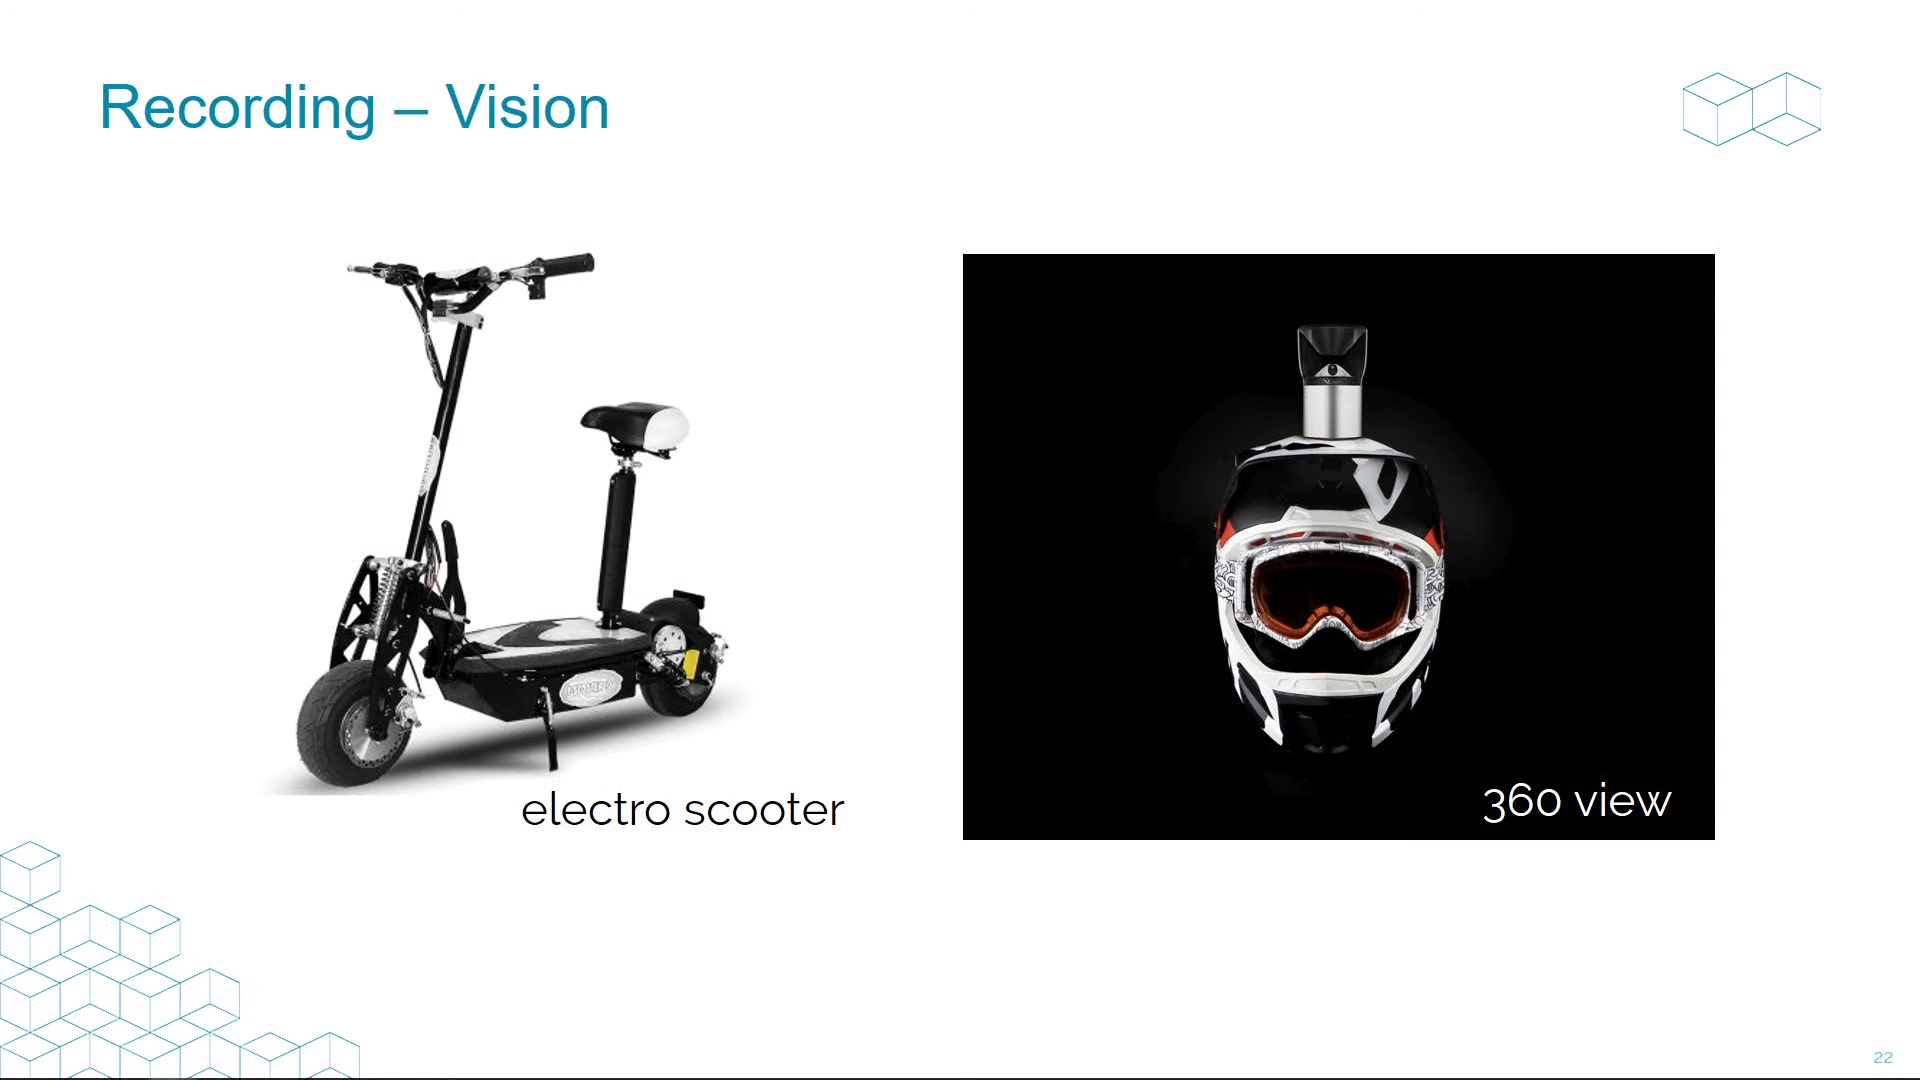 Recording – Vision
electro scooter
360 view
22